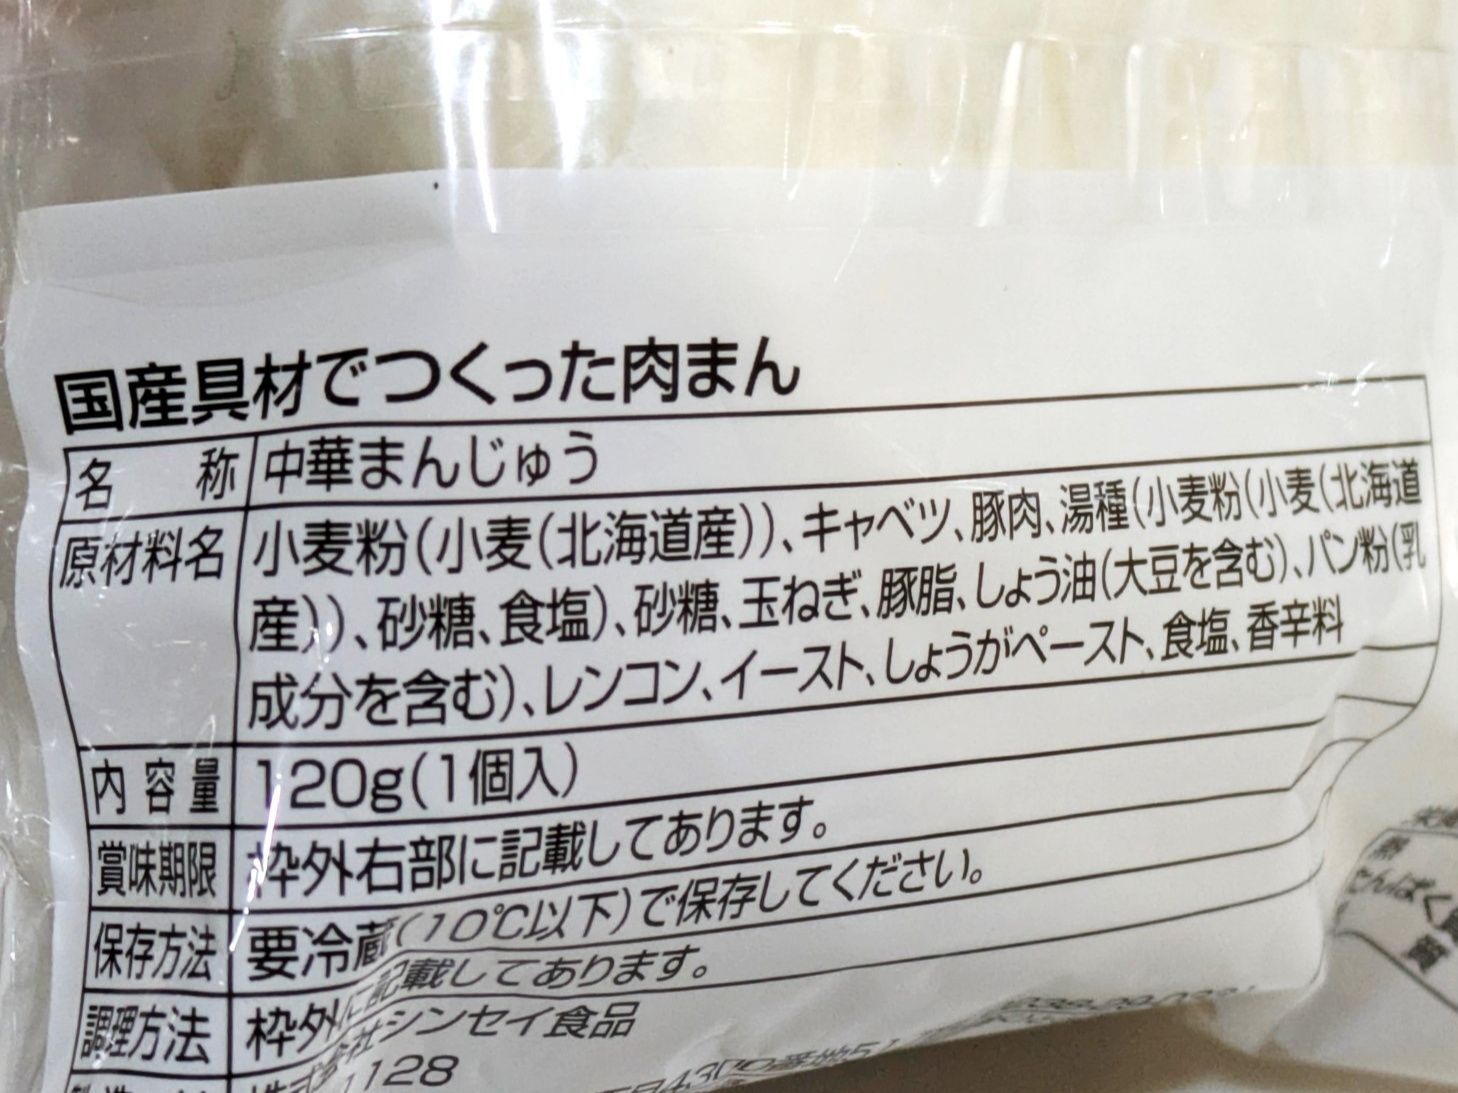 国産具材でつくった肉まん
名 称 中華まんじゅう
原材料名 小麦粉(小麦(北海道産))、キャベツ、豚肉、湯種(小麦粉(小麦(北海道
産))、砂糖、食塩)、砂糖、玉ねぎ、豚脂、しょう油(大豆を含む)、パン粉(乳
成分を含む)、レンコン、イースト、しょうがペースト、食塩、香辛料
内容量 120g(1個入)
賞味期限 枠外右部に記載してあります。
保存方法 要冷蔵(10℃以下)で保存してください。
調理方法 枠外に記載してあります。
株式会社シンセイ食品
1128
たんぱく質